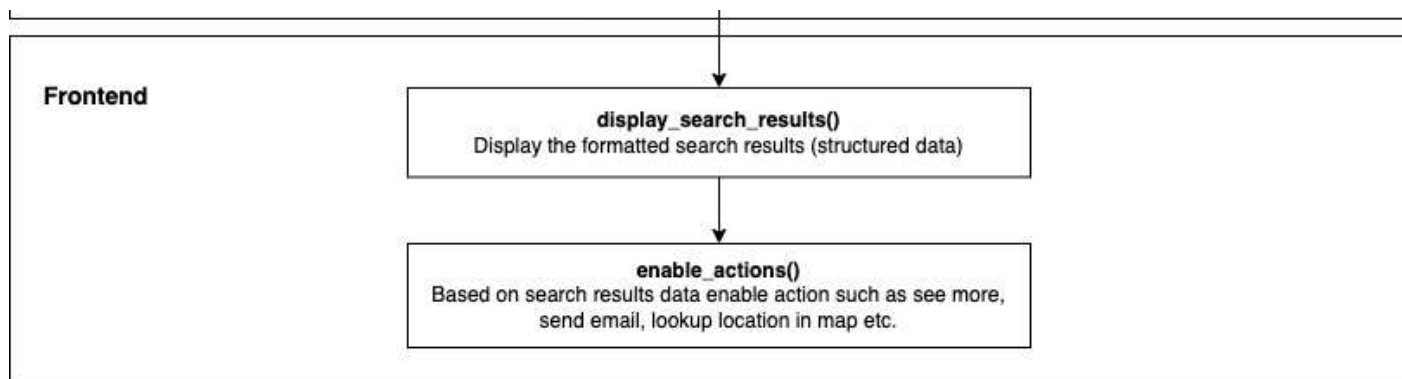 Frontend
display_search_results()
Display the formatted search results (structured data)
enable_actions()
Based on search results data enable action such as see more,
send email, lookup location in map etc.